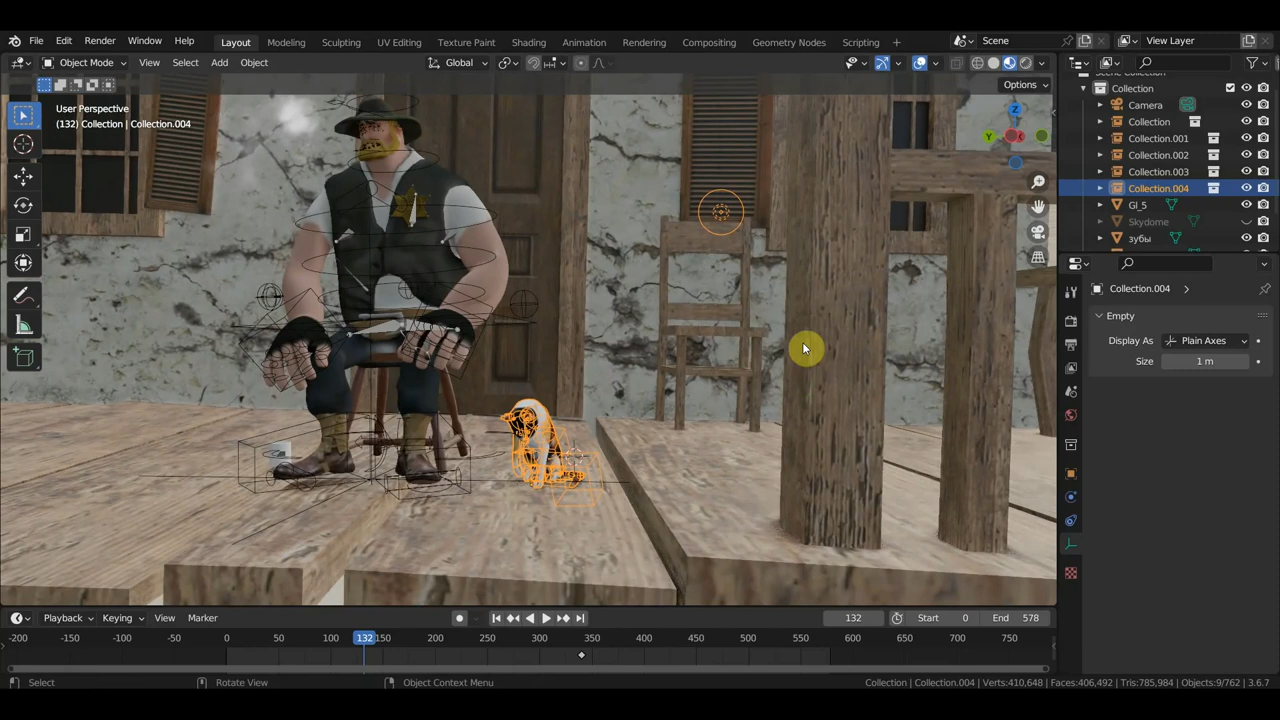 File Edit Render Window Help Layout Modeling Sculpting UV Editing Texture Paint Shading Animation Rendering Compositing Geometry Nodes Scripting + Scene View Layer
Object Mode View Select Add Object Global
Options
User Perspective
(132) Collection | Collection.004
Z
Y
X
Collection
Camera
Collection
Collection.001
Collection.002
Collection.003
Collection.004
Gl_5
Skydome
зубы
Collection.004
Empty
Display As Plain Axes
Size 1 m
Playback Keying View Marker 132 Start 0 End 578
-200 -150 -100 -50 0 50 100 132 150 200 250 300 350 400 450 500 550 600 650 700 750
Select Rotate View Object Context Menu Collection | Collection.004 | Verts:410,648 | Faces:406,492 | Tris:785,984 | Objects:9/762 | 3.6.7